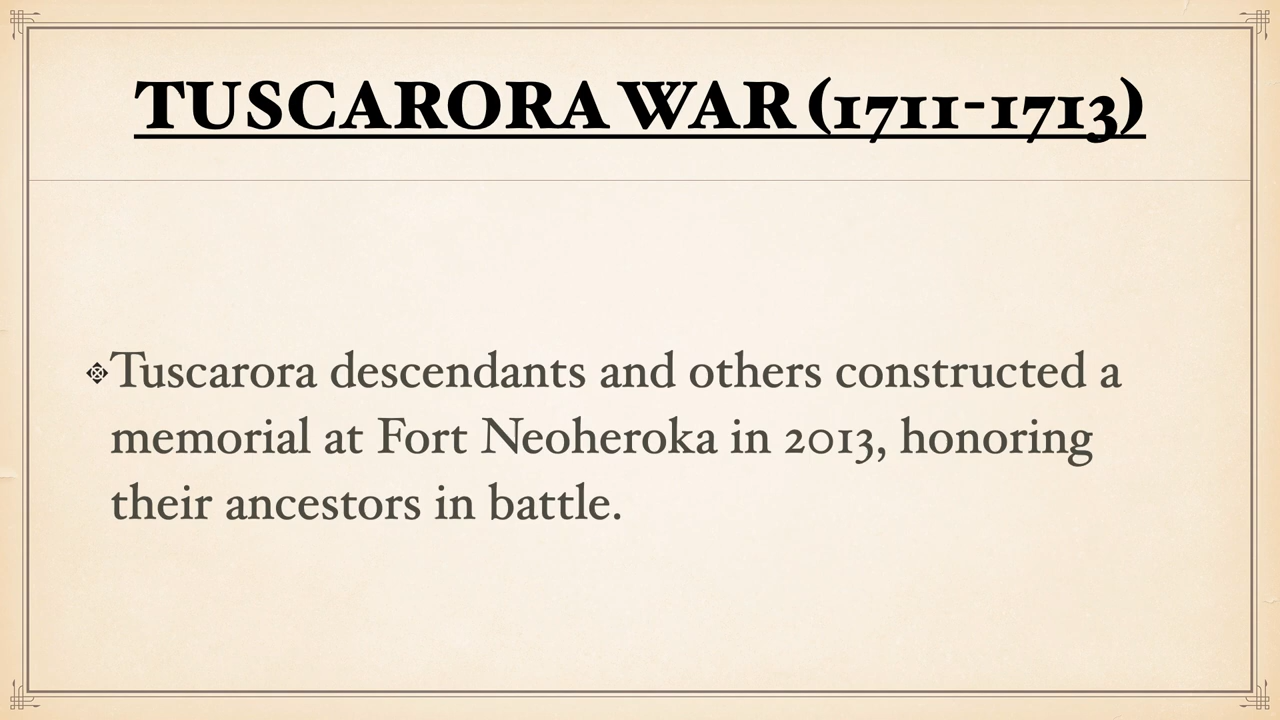 TUSCARORA WAR (1711-1713)
Tuscarora descendants and others constructed a
memorial at Fort Neoheroka in 2013, honoring
their ancestors in battle.